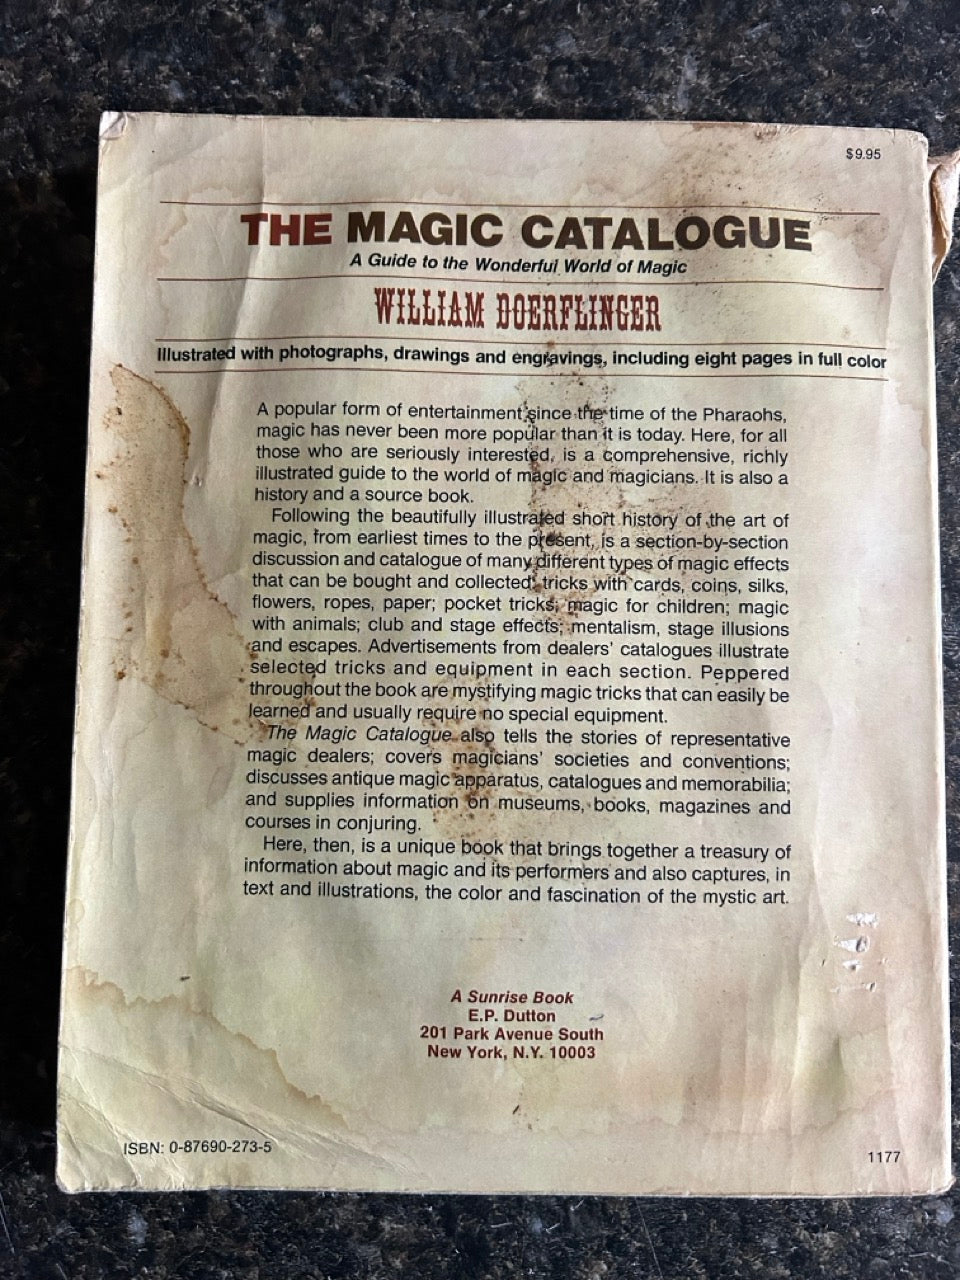 $9.95
THE MAGIC CATALOGUE
A Guide to the Wonderful World of Magic
WILLIAM DOERFLINGER
Illustrated with photographs, drawings and engravings, including eight pages in full color
A popular form of entertainment since the time of the Pharaohs,
magic has never been more popular than it is today. Here, for all
those who are seriously interested, is a comprehensive, richly
illustrated guide to the world of magic and magicians. It is also a
history and a source book.
Following the beautifully illustrated short history of the art of
magic, from earliest times to the present, is a section-by-section
discussion and catalogue of many different types of magic effects
that can be bought and collected: tricks with cards, coins, silks,
flowers, ropes, paper; pocket tricks; magic for children; magic
with animals; club and stage effects; mentalism, stage illusions
and escapes. Advertisements from dealers' catalogues illustrate
selected tricks and equipment in each section. Peppered
throughout the book are mystifying magic tricks that can easily be
learned and usually require no special equipment.
The Magic Catalogue also tells the stories of representative
magic dealers; covers magicians' societies and conventions;
discusses antique magic apparatus, catalogues and memorabilia;
and supplies information on museums, books, magazines and
courses in conjuring.
Here, then, is a unique book that brings together a treasury of
information about magic and its performers and also captures, in
text and illustrations, the color and fascination of the mystic art.
A Sunrise Book
E.P. Dutton
201 Park Avenue South
New York, N.Y. 10003
ISBN: 0-87690-273-5
1177